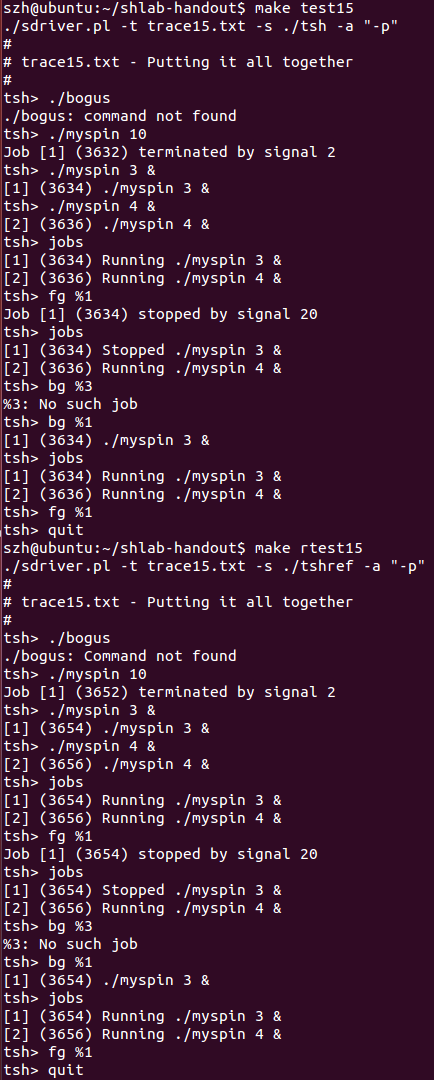 szh@ubuntu:~/shlab-handout$ make test15
./sdriver.pl -t trace15.txt -s ./tsh -a "-p"
#
# trace15.txt - Putting it all together
#
tsh> ./bogus
./bogus: command not found
tsh> ./myspin 10
Job [1] (3632) terminated by signal 2
tsh> ./myspin 3 &
[1] (3634) ./myspin 3 &
tsh> ./myspin 4 &
[2] (3636) ./myspin 4 &
tsh> jobs
[1] (3634) Running ./myspin 3 &
[2] (3636) Running ./myspin 4 &
tsh> fg %1
Job [1] (3634) stopped by signal 20
tsh> jobs
[1] (3634) Stopped ./myspin 3 &
[2] (3636) Running ./myspin 4 &
tsh> bg %3
%3: No such job
tsh> bg %1
[1] (3634) ./myspin 3 &
tsh> jobs
[1] (3634) Running ./myspin 3 &
[2] (3636) Running ./myspin 4 &
tsh> fg %1
tsh> quit
szh@ubuntu:~/shlab-handout$ make rtest15
./sdriver.pl -t trace15.txt -s ./tshref -a "-p"
#
# trace15.txt - Putting it all together
#
tsh> ./bogus
./bogus: Command not found
tsh> ./myspin 10
Job [1] (3652) terminated by signal 2
tsh> ./myspin 3 &
[1] (3654) ./myspin 3 &
tsh> ./myspin 4 &
[2] (3656) ./myspin 4 &
tsh> jobs
[1] (3654) Running ./myspin 3 &
[2] (3656) Running ./myspin 4 &
tsh> fg %1
Job [1] (3654) stopped by signal 20
tsh> jobs
[1] (3654) Stopped ./myspin 3 &
[2] (3656) Running ./myspin 4 &
tsh> bg %3
%3: No such job
tsh> bg %1
[1] (3654) ./myspin 3 &
tsh> jobs
[1] (3654) Running ./myspin 3 &
[2] (3656) Running ./myspin 4 &
tsh> fg %1
tsh> quit